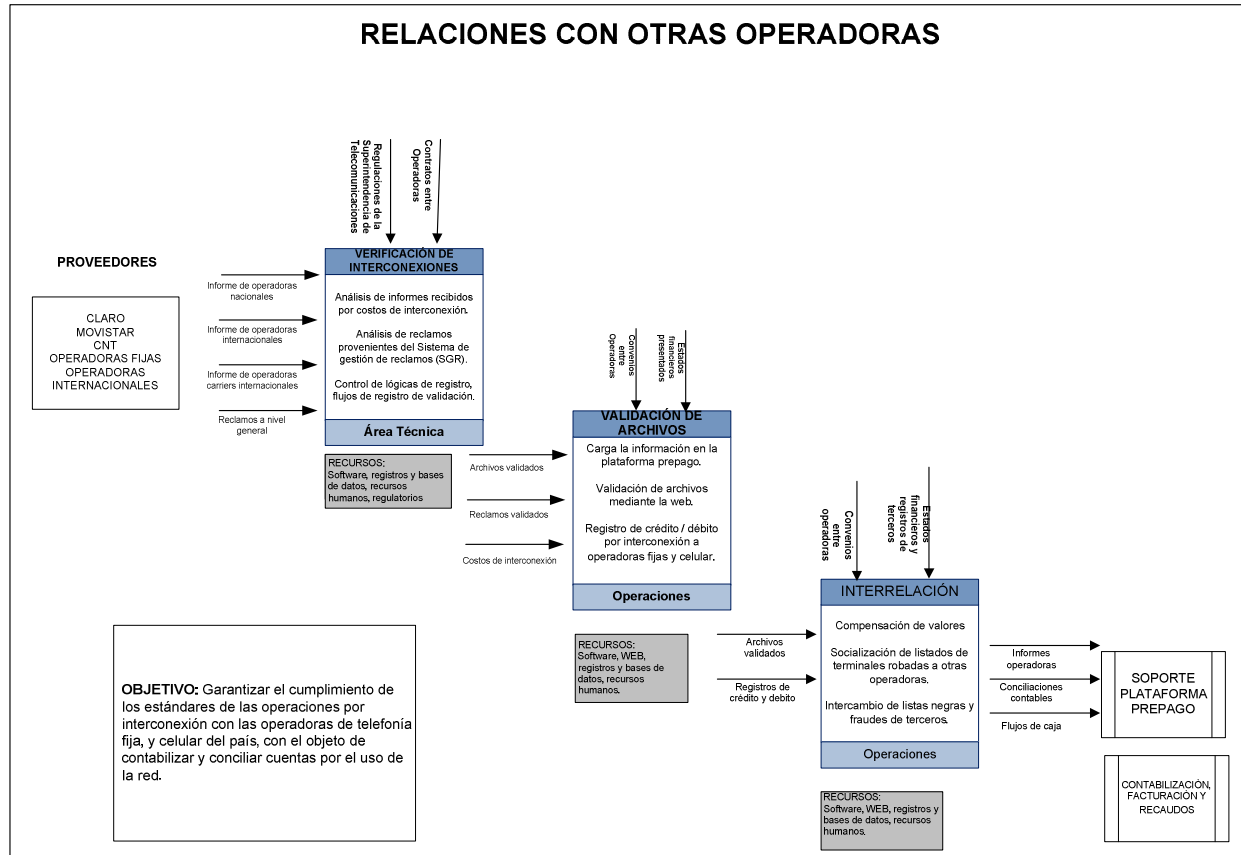 RELACIONES CON OTRAS OPERADORAS
Regulaciones de la
Superintendencia de
Telecomunicaciones
Contratos entre
Operadoras
PROVEEDORES
CLARO
MOVISTAR
CNT
OPERADORAS FIJAS
OPERADORAS
INTERNACIONALES
Informe de operadoras
nacionales
Informe de operadoras
internacionales
Informe de operadoras
carriers internacionales
Reclamos a nivel
general
VERIFICACIÓN DE
INTERCONEXIONES
Análisis de informes recibidos
por costos de interconexión.
Análisis de reclamos
provenientes del Sistema de
gestión de reclamos (SGR).
Control de lógicas de registro,
flujos de registro de validación.
Área Técnica
RECURSOS:
Software, registros y bases
de datos, recursos
humanos, regulatorios
Convenios
entre
Operadoras
Estados
financieros
presentados
Archivos validados
Reclamos validados
Costos de interconexión
VALIDACIÓN DE
ARCHIVOS
Carga la información en la
plataforma prepago.
Validación de archivos
mediante la web.
Registro de crédito / débito
por interconexión a
operadoras fijas y celular.
Operaciones
RECURSOS:
Software, WEB,
registros y bases de
datos, recursos
humanos.
Convenios
entre
operadoras
Estados
financieros y
registros de
terceros
Archivos
validados
Registros de
crédito y debito
INTERRELACIÓN
Compensación de valores
Socialización de listados de
terminales robadas a otras
operadoras.
Intercambio de listas negras y
fraudes de terceros.
Operaciones
RECURSOS:
Software, WEB, registros y
bases de datos, recursos
humanos.
Informes
operadoras
Conciliaciones
contables
Flujos de caja
SOPORTE
PLATAFORMA
PREPAGO
CONTABILIZACIÓN,
FACTURACIÓN Y
RECAUDOS
OBJETIVO: Garantizar el cumplimiento de
los estándares de las operaciones por
interconexión con las operadoras de telefonía
fija, y celular del país, con el objeto de
contabilizar y conciliar cuentas por el uso de
la red.